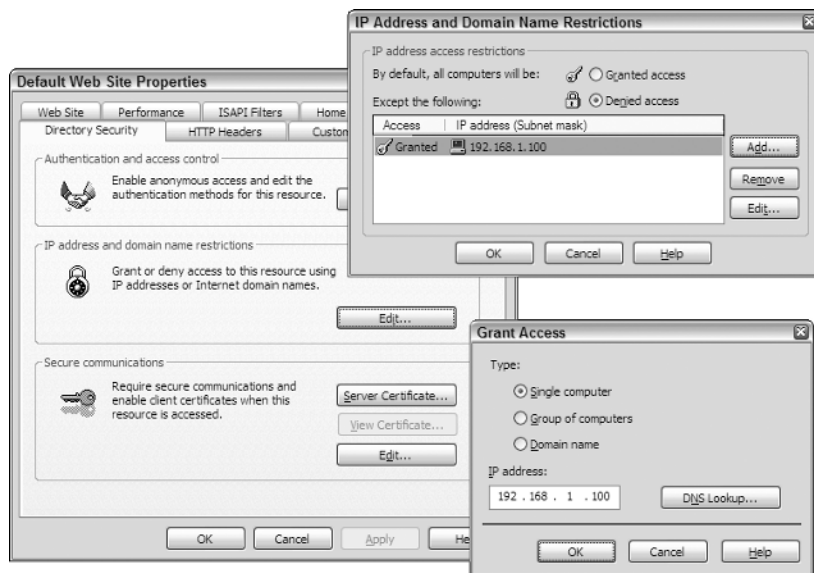 IP Address and Domain Name Restrictions
IP address access restrictions
By default, all computers will be:
Granted access
Except the following:
Denied access
Access
IP address (Subnet mask)
Granted
192.168.1.100
Add...
Remove
Edit...
OK
Cancel
Help
Default Web Site Properties
Web Site
Performance
ISAPI Filters
Home
Directory Security
HTTP Headers
Custom
Authentication and access control
Enable anonymous access and edit the
authentication methods for this resource.
IP address and domain name restrictions
Grant or deny access to this resource using
IP addresses or Internet domain names.
Edit...
Secure communications
Require secure communications and
enable client certificates when this
resource is accessed.
Server Certificate...
View Certificate...
Edit...
OK
Cancel
Apply
He
Grant Access
Type:
Single computer
Group of computers
Domain name
IP address:
192 . 168 . 1 . 100
DNS Lookup...
OK
Cancel
Help